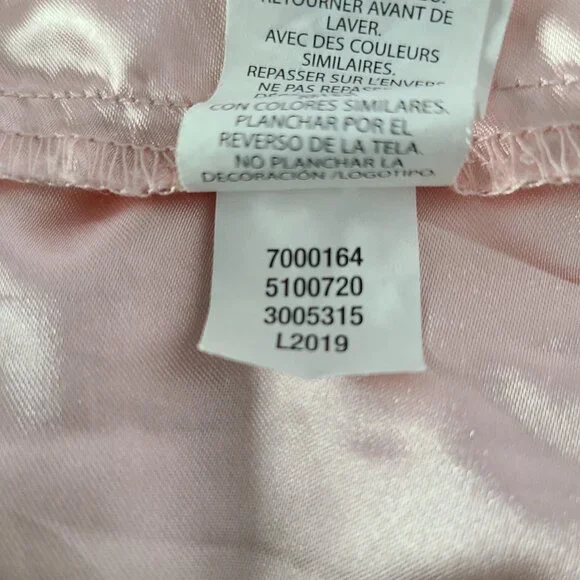 RETOURNER AVANT DE
LAVER.
AVEC DES COULEURS
SIMILAIRES.
REPASSER SUR L'ENVERS
NE PAS REPASSER
CON COLORES SIMILARES.
PLANCHAR POR EL
REVERSO DE LA TELA.
NO PLANCHAR LA
DECORACIÓN /LOGOTIPO.
7000164
5100720
3005315
L2019